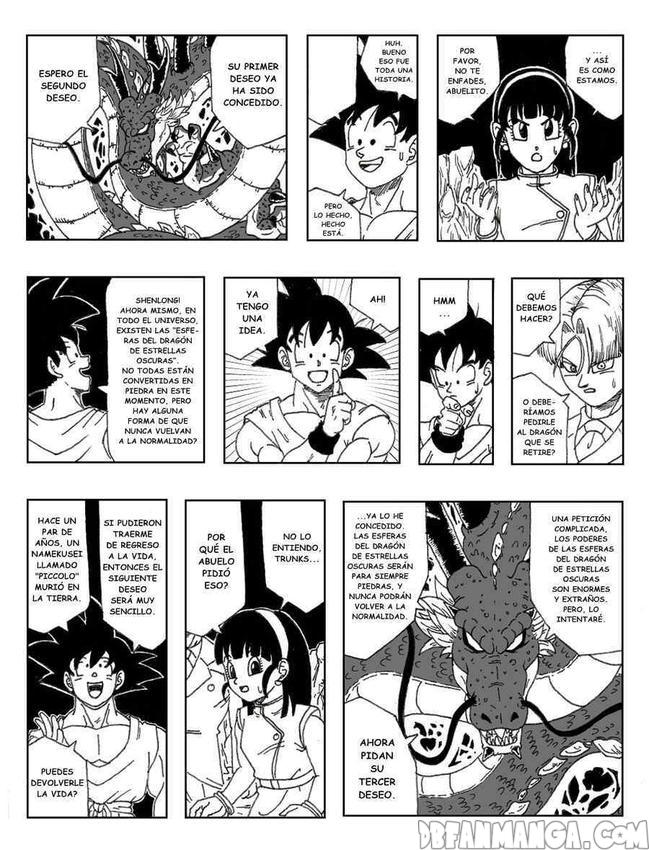 ...
Y ASÍ
ES COMO
ESTAMOS.
POR
FAVOR,
NO TE
ENFADES,
ABUELITO.
HUH.
BUENO
ESO FUE
TODA UNA
HISTORIA.
PERO
LO HECHO,
HECHO
ESTÁ.
SU PRIMER
DESEO YA
HA SIDO
CONCEDIDO.
ESPERO EL
SEGUNDO
DESEO.
QUÉ
DEBEMOS
HACER?
O DEBE-
RÍAMOS
PEDIRLE
AL DRAGÓN
QUE SE
RETIRE?
HMM
...
AH!
YA
TENGO
UNA
IDEA.
SHENLONG!
AHORA MISMO, EN
TODO EL UNIVERSO,
EXISTEN LAS "ESFE-
RAS DEL DRAGÓN
DE ESTRELLAS
OSCURAS".
NO TODAS ESTÁN
CONVERTIDAS EN
PIEDRA EN ESTE
MOMENTO, PERO
HAY ALGUNA
FORMA DE QUE
NUNCA VUELVAN
A LA NORMALIDAD?
UNA PETICIÓN
COMPLICADA,
LOS PODERES
DE LAS ESFERAS
DEL DRAGÓN
DE ESTRELLAS
OSCURAS
SON ENORMES
Y EXTRAÑOS.
PERO, LO
INTENTARÉ.
...YA LO HE
CONCEDIDO.
LAS ESFERAS
DEL DRAGÓN
DE ESTRELLAS
OSCURAS SERÁN
PARA SIEMPRE
PIEDRAS, Y
NUNCA PODRÁN
VOLVER A LA
NORMALIDAD.
AHORA
PIDAN
SU
TERCER
DESEO.
NO LO
ENTIENDO,
TRUNKS...
POR
QUÉ EL
ABUELO
PIDIÓ
ESO?
SI PUDIERON
TRAERME
DE REGRESO
A LA VIDA,
ENTONCES EL
SIGUIENTE
DESEO
SERÁ MUY
SENCILLO.
HACE UN
PAR DE
AÑOS, UN
NAMEKUSEI
LLAMADO
"PICCOLO"
MURIÓ EN
LA TIERRA.
PUEDES
DEVOLVERLE
LA VIDA?
DBFANMANGA.COM